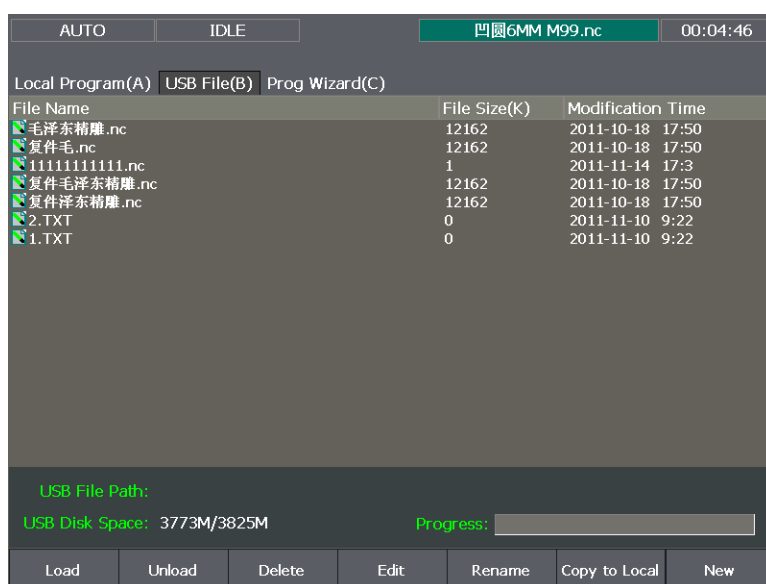 AUTO IDLE 凹圆6MM M99.nc 00:04:46
Local Program(A) USB File(B) Prog Wizard(C)
File Name File Size(K) Modification Time
毛泽东精雕.nc 12162 2011-10-18 17:50
复件毛.nc 12162 2011-10-18 17:50
11111111111.nc 1 2011-11-14 17:3
复件毛泽东精雕.nc 12162 2011-10-18 17:50
复件泽东精雕.nc 12162 2011-10-18 17:50
2.TXT 0 2011-11-10 9:22
1.TXT 0 2011-11-10 9:22
USB File Path:
USB Disk Space: 3773M/3825M Progress:
Load Unload Delete Edit Rename Copy to Local New